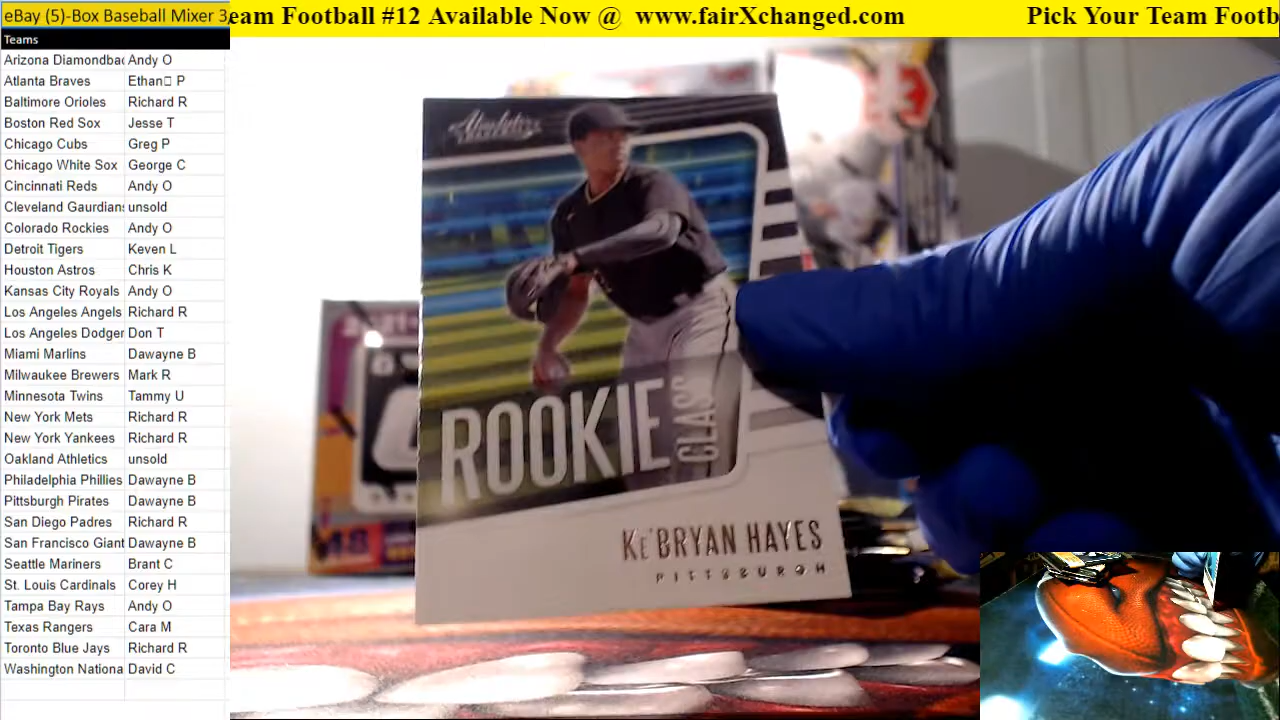 eBay (5)-Box Baseball Mixer 3
eam Football #12 Available Now @ www.fairXchanged.com
Pick Your Team Footb
Teams
Arizona Diamondba Andy O
Atlanta Braves Ethan□ P
Baltimore Orioles Richard R
Boston Red Sox Jesse T
Chicago Cubs Greg P
Chicago White Sox George C
Cincinnati Reds Andy O
Cleveland Gaurdians unsold
Colorado Rockies Andy O
Detroit Tigers Keven L
Houston Astros Chris K
Kansas City Royals Andy O
Los Angeles Angels Richard R
Los Angeles Dodger Don T
Miami Marlins Dawayne B
Milwaukee Brewers Mark R
Minnesota Twins Tammy U
New York Mets Richard R
New York Yankees Richard R
Oakland Athletics unsold
Philadelphia Phillies Dawayne B
Pittsburgh Pirates Dawayne B
San Diego Padres Richard R
San Francisco Giant Dawayne B
Seattle Mariners Brant C
St. Louis Cardinals Corey H
Tampa Bay Rays Andy O
Texas Rangers Cara M
Toronto Blue Jays Richard R
Washington Nationa David C
Absolute
ROOKIE
CLASS
KE'BRYAN HAYES
PITTSBURGH